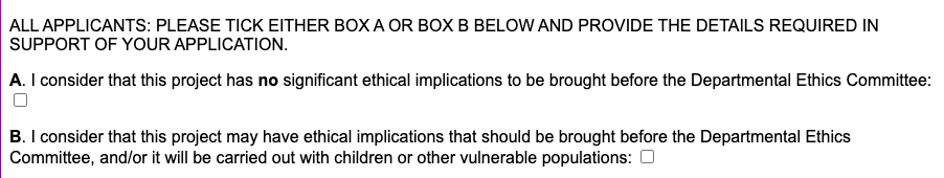 ALL APPLICANTS: PLEASE TICK EITHER BOX A OR BOX B BELOW AND PROVIDE THE DETAILS REQUIRED IN
SUPPORT OF YOUR APPLICATION.
A. I consider that this project has no significant ethical implications to be brought before the Departmental Ethics Committee:
B. I consider that this project may have ethical implications that should be brought before the Departmental Ethics
Committee, and/or it will be carried out with children or other vulnerable populations: